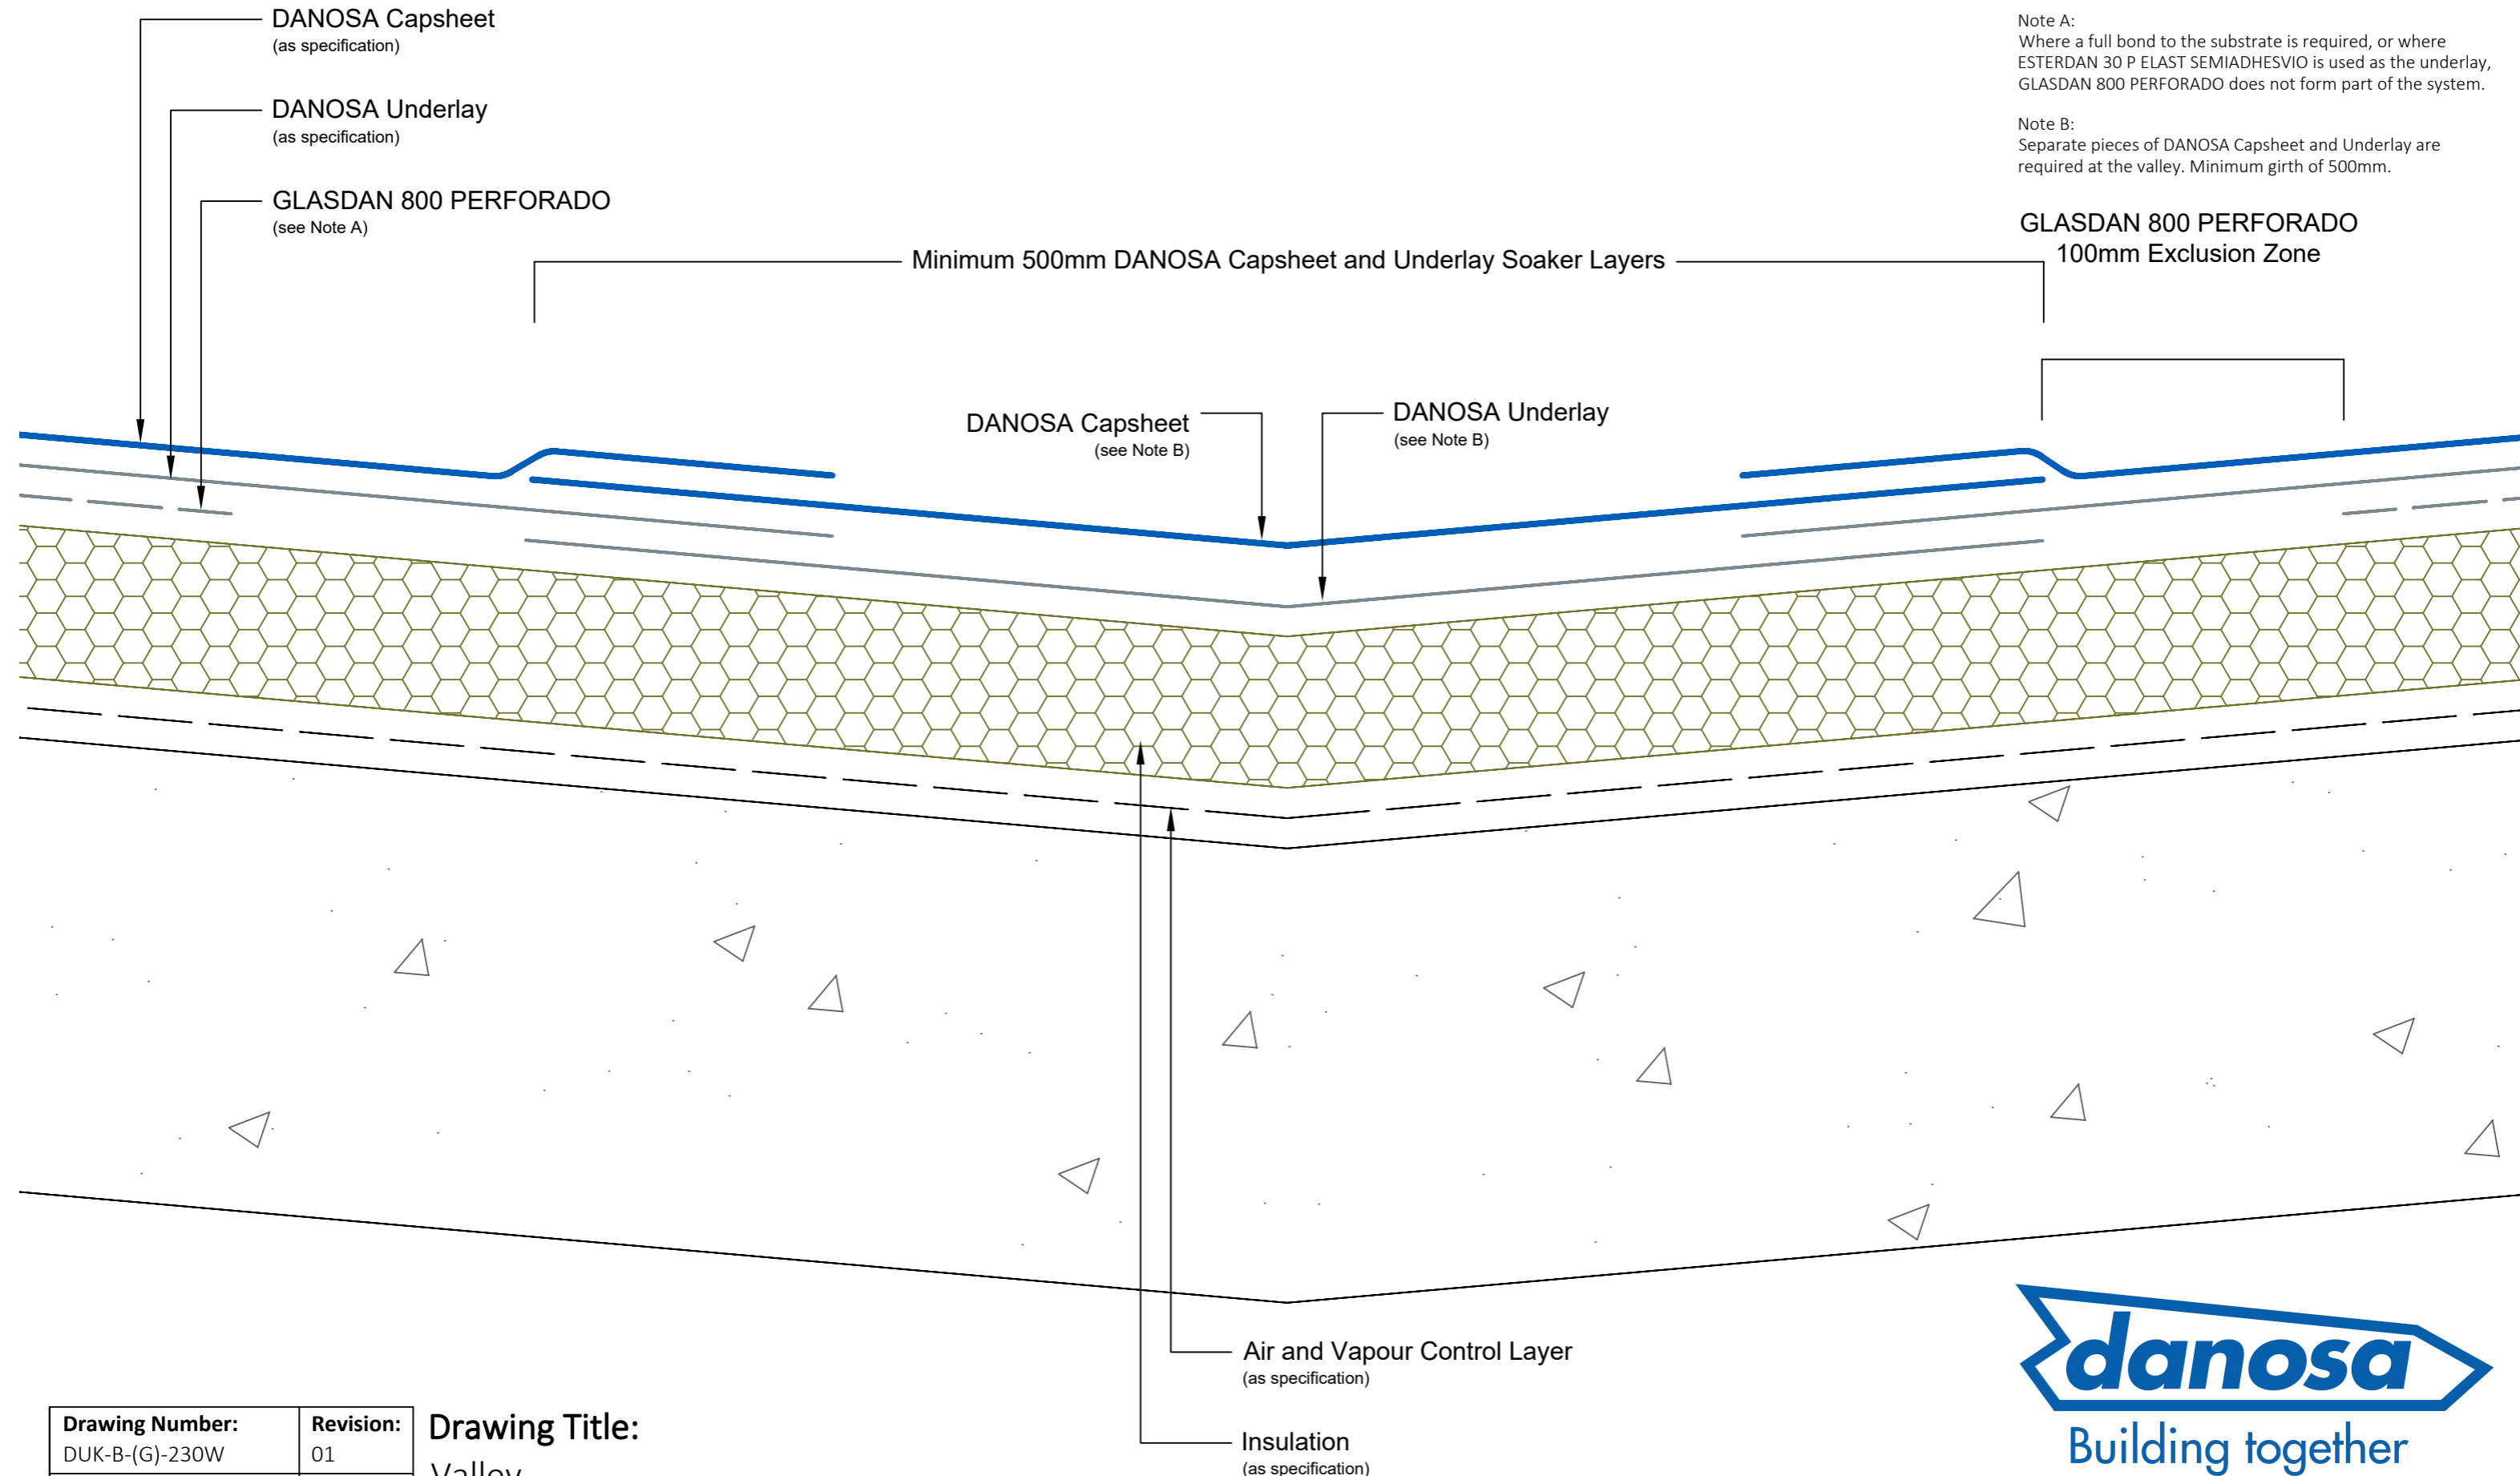 DANOSA Capsheet
(as specification)
DANOSA Underlay
(as specification)
GLASDAN 800 PERFORADO
(see Note A)
Note A:
Where a full bond to the substrate is required, or where
ESTERDAN 30 P ELAST SEMIADHESVIO is used as the underlay,
GLASDAN 800 PERFORADO does not form part of the system.
Note B:
Separate pieces of DANOSA Capsheet and Underlay are
required at the valley. Minimum girth of 500mm.
GLASDAN 800 PERFORADO
100mm Exclusion Zone
Minimum 500mm DANOSA Capsheet and Underlay Soaker Layers
DANOSA Capsheet
(see Note B)
DANOSA Underlay
(see Note B)
Air and Vapour Control Layer
(as specification)
Insulation
(as specification)
Drawing Number:
DUK-B-(G)-230W
Revision:
01
Drawing Title:
Valley
danosa
Building together